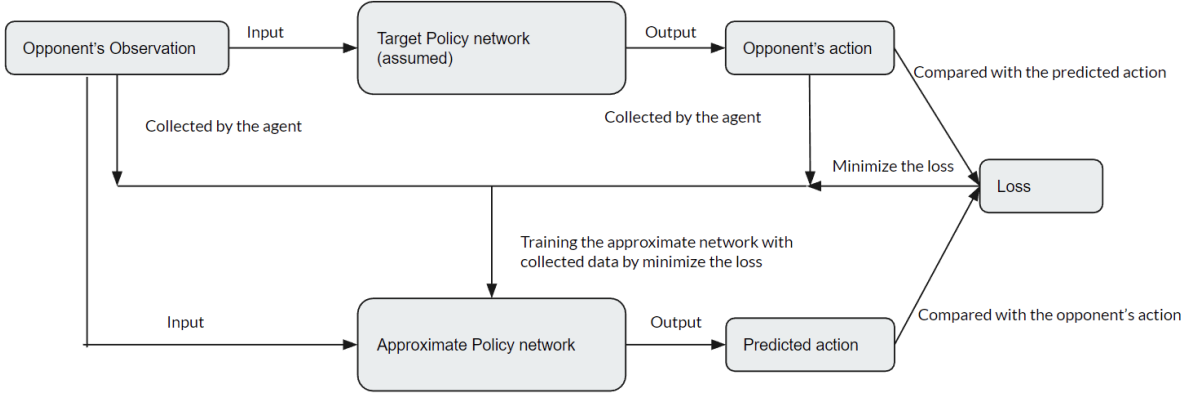 Opponent's Observation
Input
Target Policy network
(assumed)
Output
Opponent's action
Compared with the predicted action
Collected by the agent
Collected by the agent
Minimize the loss
Loss
Training the approximate network with
collected data by minimize the loss
Input
Approximate Policy network
Output
Predicted action
Compared with the opponent's action